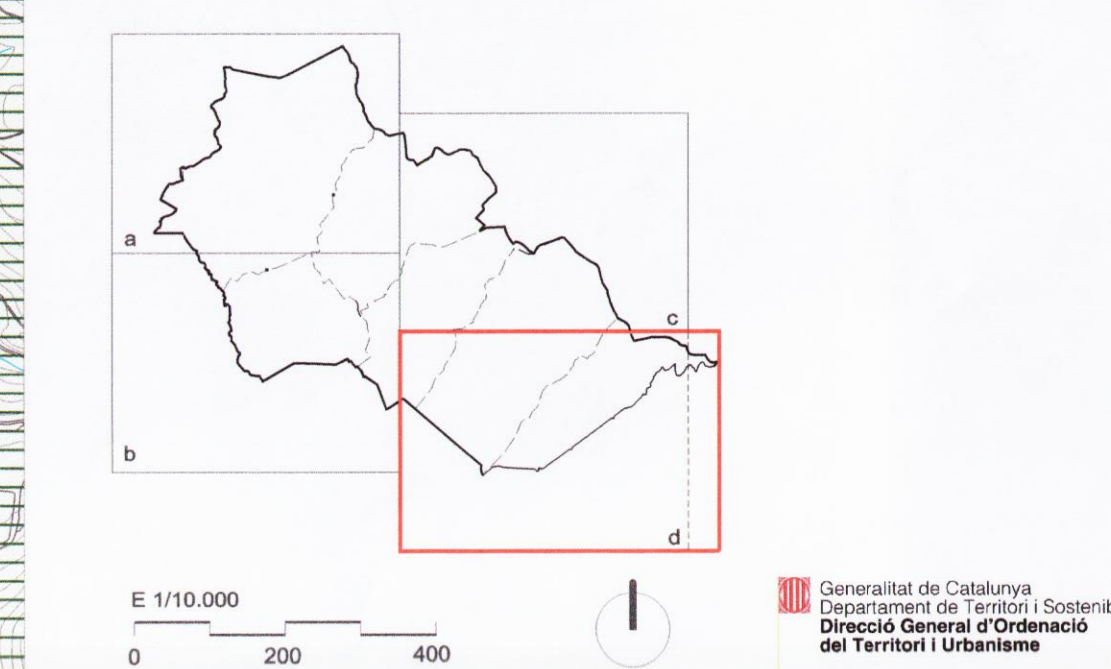 a
c
b
d
E 1/10.000
0 200 400
Generalitat de Catalunya
Departament de Territori i Sostenib
Direcció General d'Ordenació
del Territori i Urbanisme